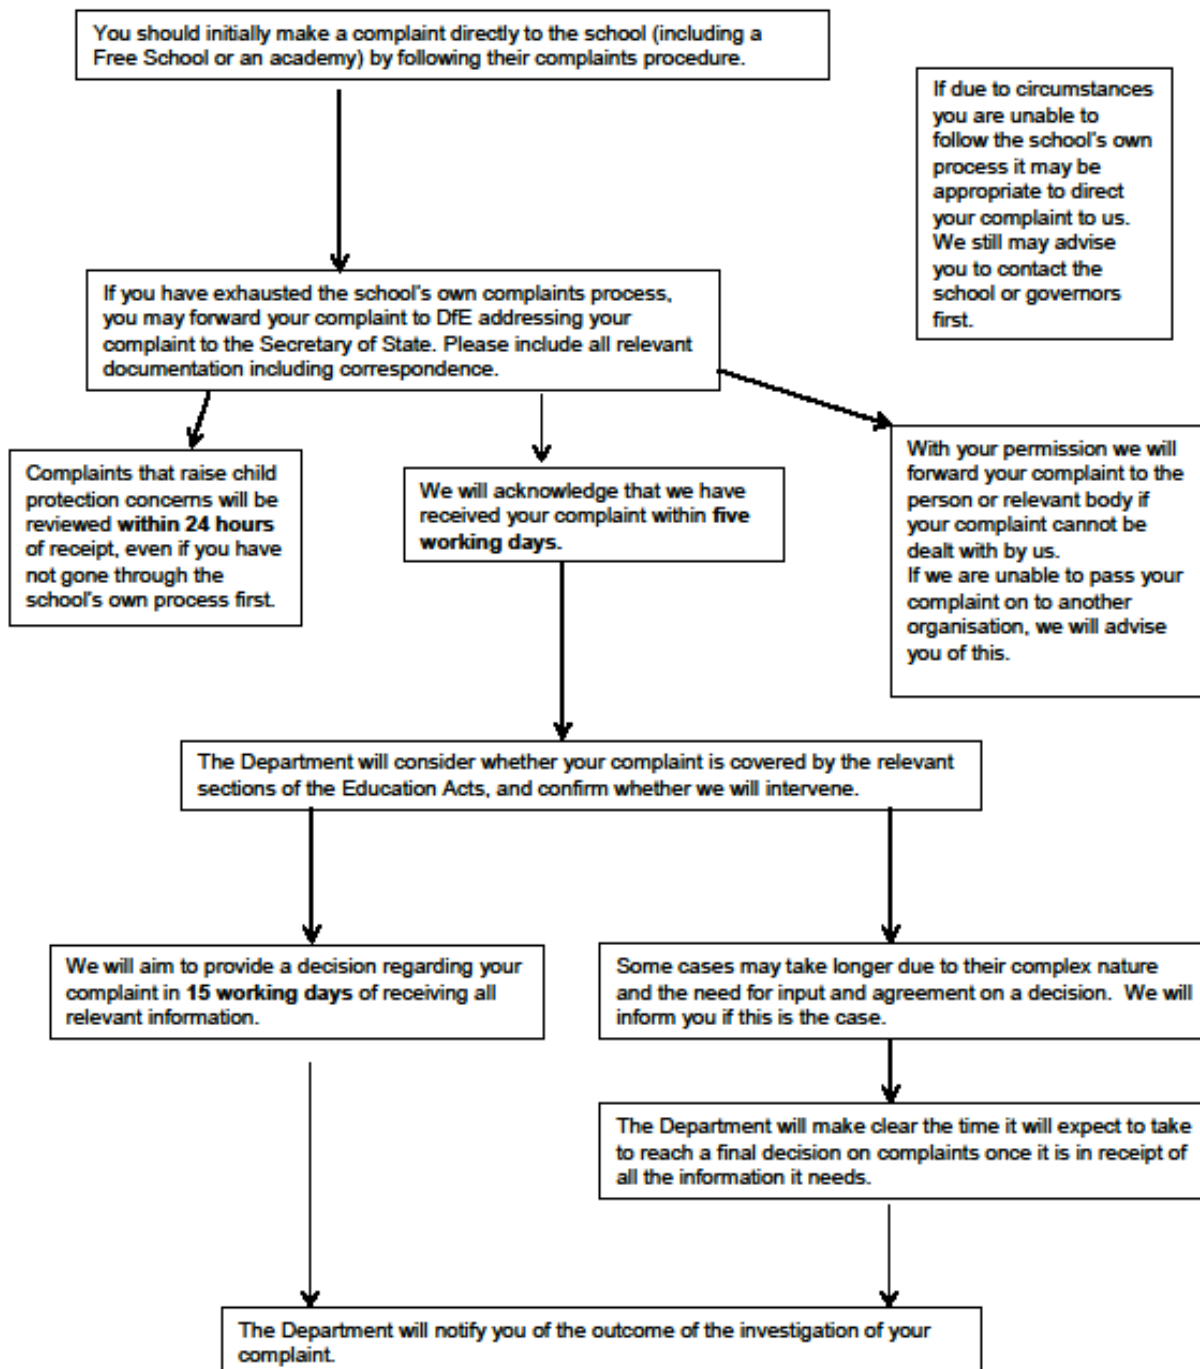 You should initially make a complaint directly to the school (including a
Free School or an academy) by following their complaints procedure.
If due to circumstances
you are unable to
follow the school's own
process it may be
appropriate to direct
your complaint to us.
We still may advise
you to contact the
school or governors
first.
If you have exhausted the school's own complaints process,
you may forward your complaint to DfE addressing your
complaint to the Secretary of State. Please include all relevant
documentation including correspondence.
Complaints that raise child
protection concerns will be
reviewed within 24 hours
of receipt, even if you have
not gone through the
school's own process first.
We will acknowledge that we have
received your complaint within five
working days.
With your permission we will
forward your complaint to the
person or relevant body if
your complaint cannot be
dealt with by us.
If we are unable to pass your
complaint on to another
organisation, we will advise
you of this.
The Department will consider whether your complaint is covered by the relevant
sections of the Education Acts, and confirm whether we will intervene.
We will aim to provide a decision regarding your
complaint in 15 working days of receiving all
relevant information.
Some cases may take longer due to their complex nature
and the need for input and agreement on a decision.  We will
inform you if this is the case.
The Department will make clear the time it will expect to take
to reach a final decision on complaints once it is in receipt of
all the information it needs.
The Department will notify you of the outcome of the investigation of your
complaint.